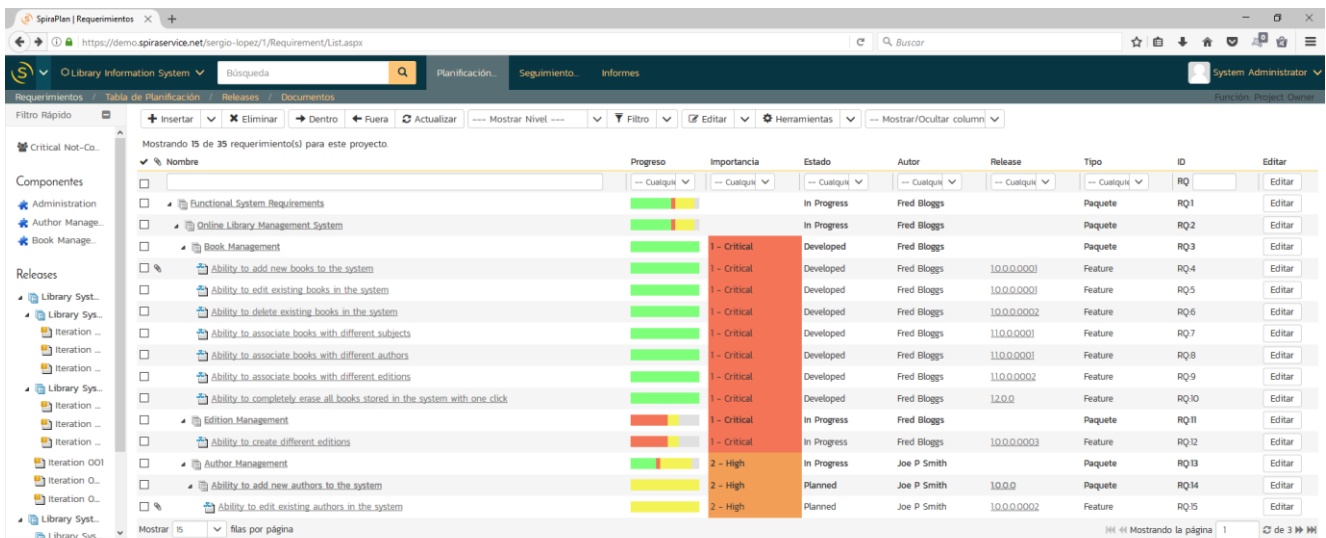 SpiraPlan | Requerimientos
https://demo.spiraservice.net/sergio-lopez/1/Requirement/List.aspx Buscar
Library Information System Búsqueda Planificación... Seguimiento... Informes System Administrator
Requerimientos / Tabla de Planificación / Releases / Documentos Función: Project Owner
Filtro Rápido Insertar Eliminar Dentro Fuera Actualizar --- Mostrar Nivel --- Filtro Editar Herramientas -- Mostrar/Ocultar column
Critical Not-Co...
Mostrando 15 de 35 requerimiento(s) para este proyecto.
Nombre Progreso Importancia Estado Autor Release Tipo ID Editar
Componentes
-- Cualquie -- Cualquie -- Cualquie -- Cualquie -- Cualquie -- Cualquie RQ Editar
Administration
Functional System Requirements In Progress Fred Bloggs Paquete RQ:1 Editar
Author Manage...
Online Library Management System In Progress Fred Bloggs Paquete RQ:2 Editar
Book Manage...
Book Management 1 - Critical Developed Fred Bloggs Paquete RQ:3 Editar
Releases
Ability to add new books to the system 1 - Critical Developed Fred Bloggs 1.0.0.0.0001 Feature RQ:4 Editar
Library Syst...
Ability to edit existing books in the system 1 - Critical Developed Fred Bloggs 1.0.0.0.0001 Feature RQ:5 Editar
Library Sys...
Ability to delete existing books in the system 1 - Critical Developed Fred Bloggs 1.0.0.0.0002 Feature RQ:6 Editar
Iteration ...
Ability to associate books with different subjects 1 - Critical Developed Fred Bloggs 1.1.0.0.0001 Feature RQ:7 Editar
Iteration ...
Ability to associate books with different authors 1 - Critical Developed Fred Bloggs 1.1.0.0.0001 Feature RQ:8 Editar
Iteration ...
Ability to associate books with different editions 1 - Critical Developed Fred Bloggs 1.1.0.0.0002 Feature RQ:9 Editar
Library Sys...
Ability to completely erase all books stored in the system with one click 1 - Critical Developed Fred Bloggs 1.2.0.0 Feature RQ:10 Editar
Iteration ...
Edition Management 1 - Critical In Progress Fred Bloggs Paquete RQ:11 Editar
Iteration ...
Ability to create different editions 1 - Critical In Progress Fred Bloggs 1.0.0.0.0003 Feature RQ:12 Editar
Iteration ...
Iteration 001
Author Management 2 - High In Progress Joe P Smith Paquete RQ:13 Editar
Iteration 0...
Ability to add new authors to the system 2 - High Planned Joe P Smith 1.0.0.0 Paquete RQ:14 Editar
Iteration 0...
Ability to edit existing authors in the system 2 - High Planned Joe P Smith 1.0.0.0.0002 Feature RQ:15 Editar
Library Syst...
Library Sys...
Mostrar 15 filas por página Mostrando la página 1 de 3